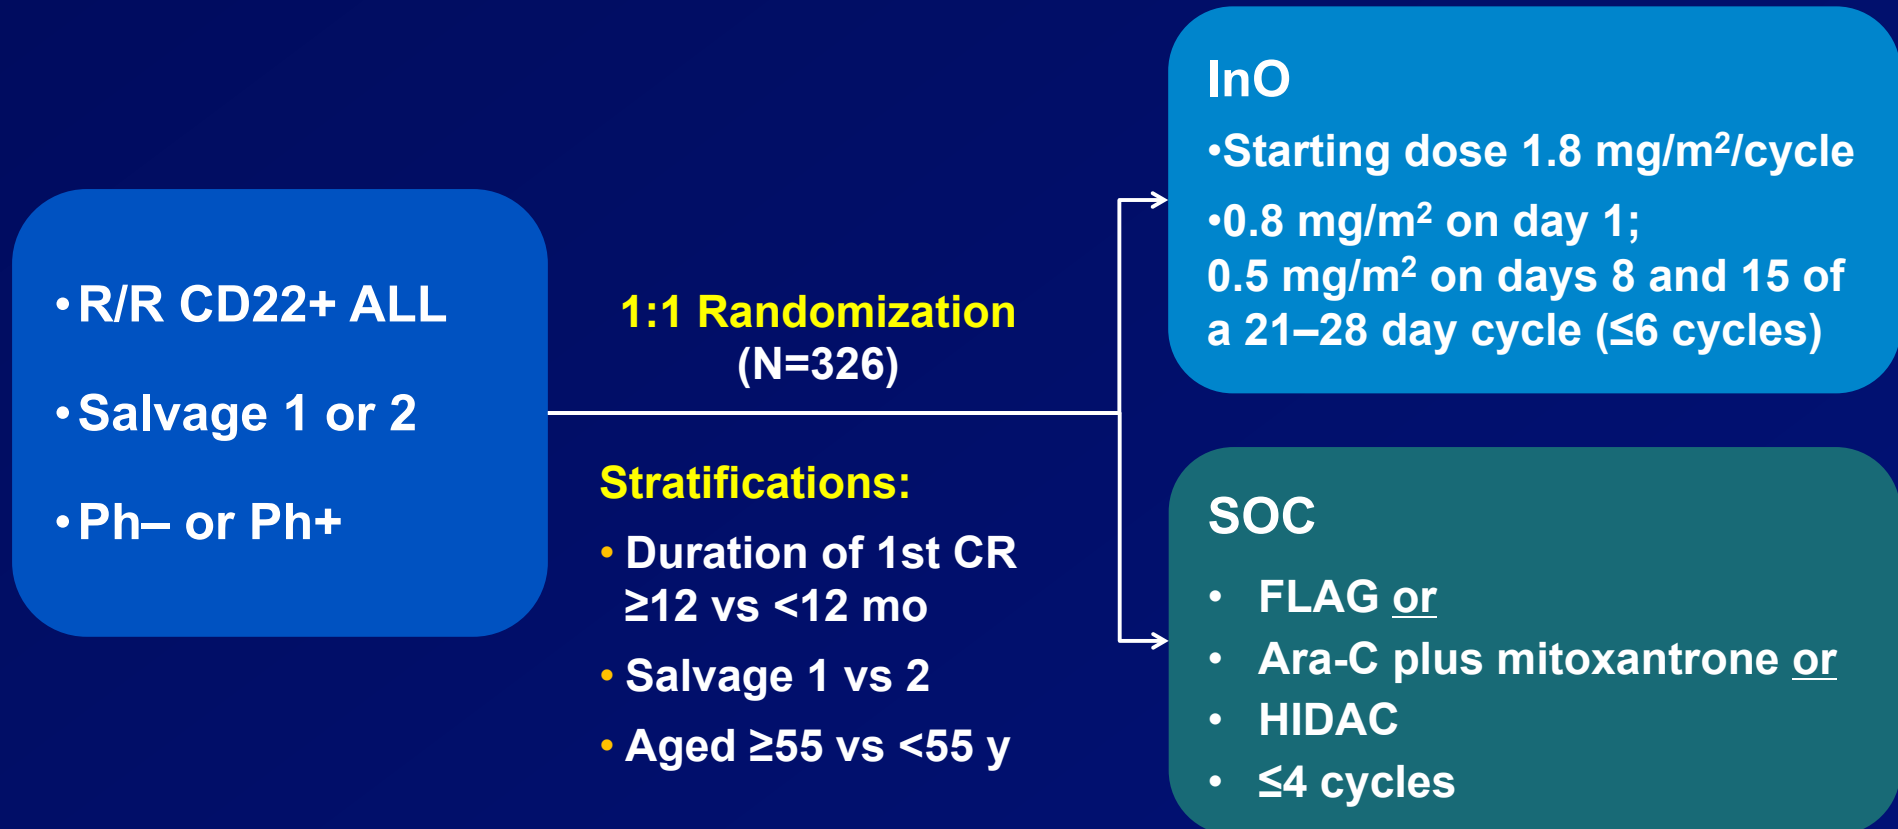 •R/R CD22+ ALL
•Salvage 1 or 2
•Ph– or Ph+
1:1 Randomization
(N=326)
Stratifications:
• Duration of 1st CR
≥12 vs <12 mo
• Salvage 1 vs 2
• Aged ≥55 vs <55 y
InO
•Starting dose 1.8 mg/m²/cycle
•0.8 mg/m² on day 1;
0.5 mg/m² on days 8 and 15 of
a 21–28 day cycle (≤6 cycles)
SOC
• FLAG or
• Ara-C plus mitoxantrone or
• HIDAC
• ≤4 cycles